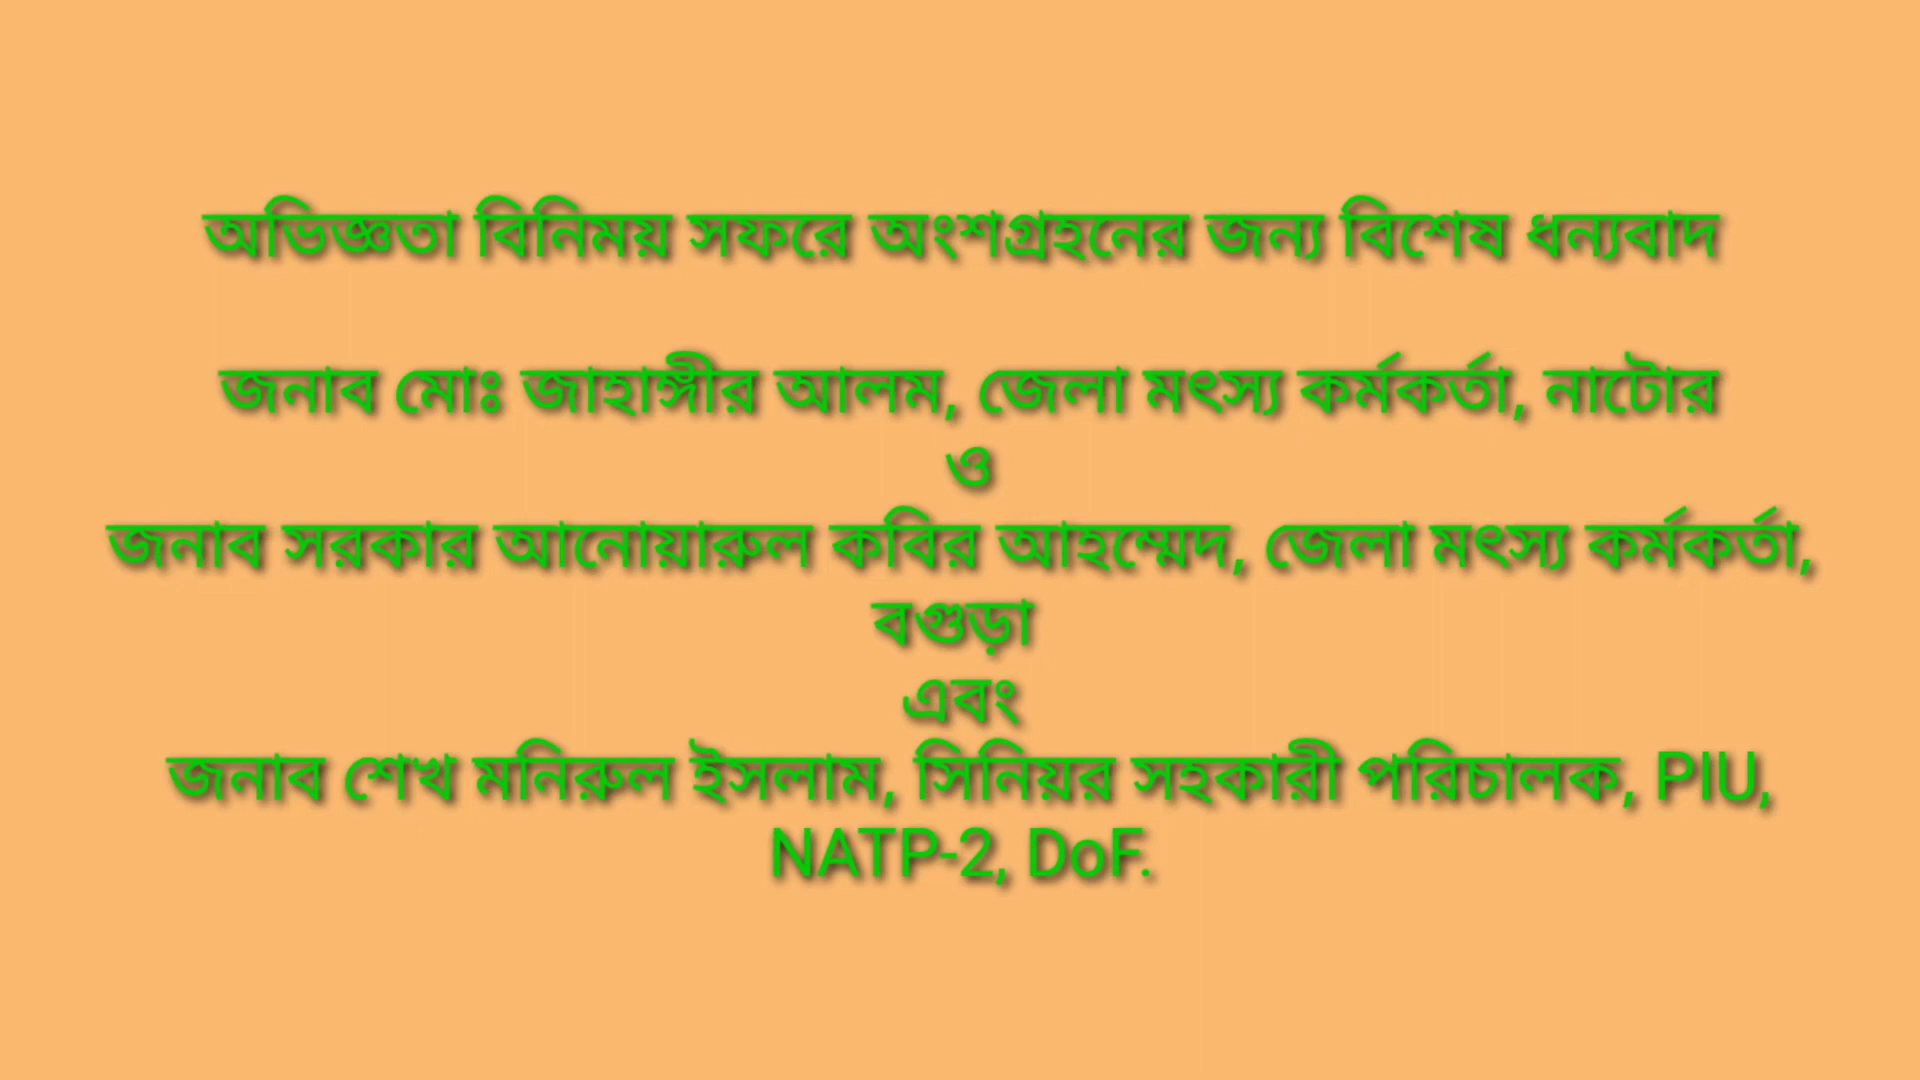 অভিজ্ঞতা বিনিময় সফরে অংশগ্রহনের জন্য বিশেষ ধন্যবাদ
জনাব মোঃ জাহাঙ্গীর আলম, জেলা মৎস্য কর্মকর্তা, নাটোর
ও
জনাব সরকার আনোয়ারুল কবির আহম্মেদ, জেলা মৎস্য কর্মকর্তা,
বগুড়া
এবং
জনাব শেখ মনিরুল ইসলাম, সিনিয়র সহকারী পরিচালক, PIU,
NATP-2, DoF.